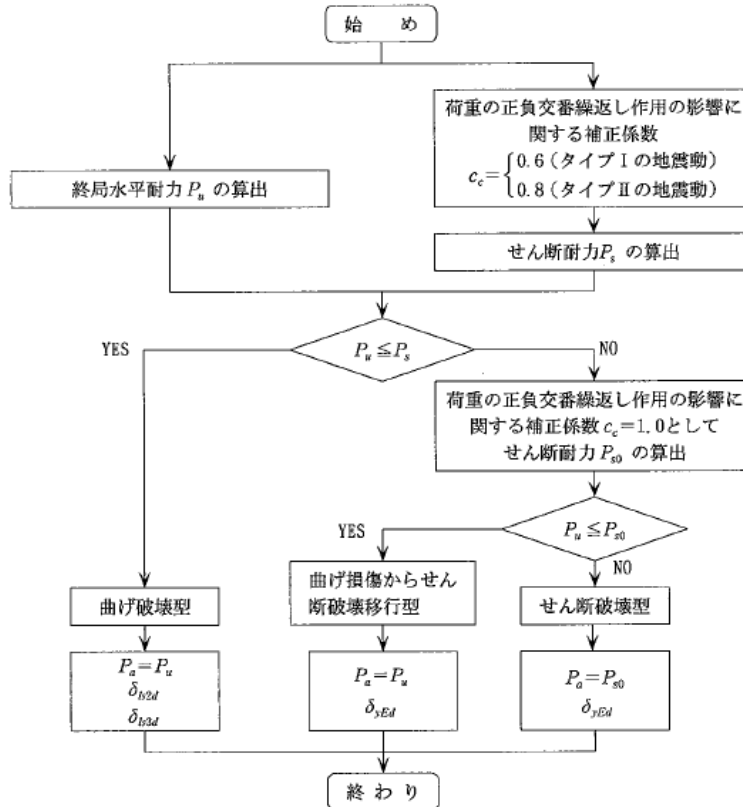 始　め
荷重の正負交番繰返し作用の影響に
関する補正係数
c_c={0.6（タイプⅠの地震動）
0.8（タイプⅡの地震動）
終局水平耐力 P_u の算出
せん断耐力P_s の算出
P_u≦P_s
YES
NO
荷重の正負交番繰返し作用の影響に
関する補正係数 c_c=1.0として
せん断耐力 P_s0 の算出
P_u≦P_s0
YES
NO
曲げ破壊型
曲げ損傷からせん
断破壊移行型
せん断破壊型
P_a=P_u
δ_ls2d
δ_ls3d
P_a=P_u
δ_yEd
P_a=P_s0
δ_yEd
終わり